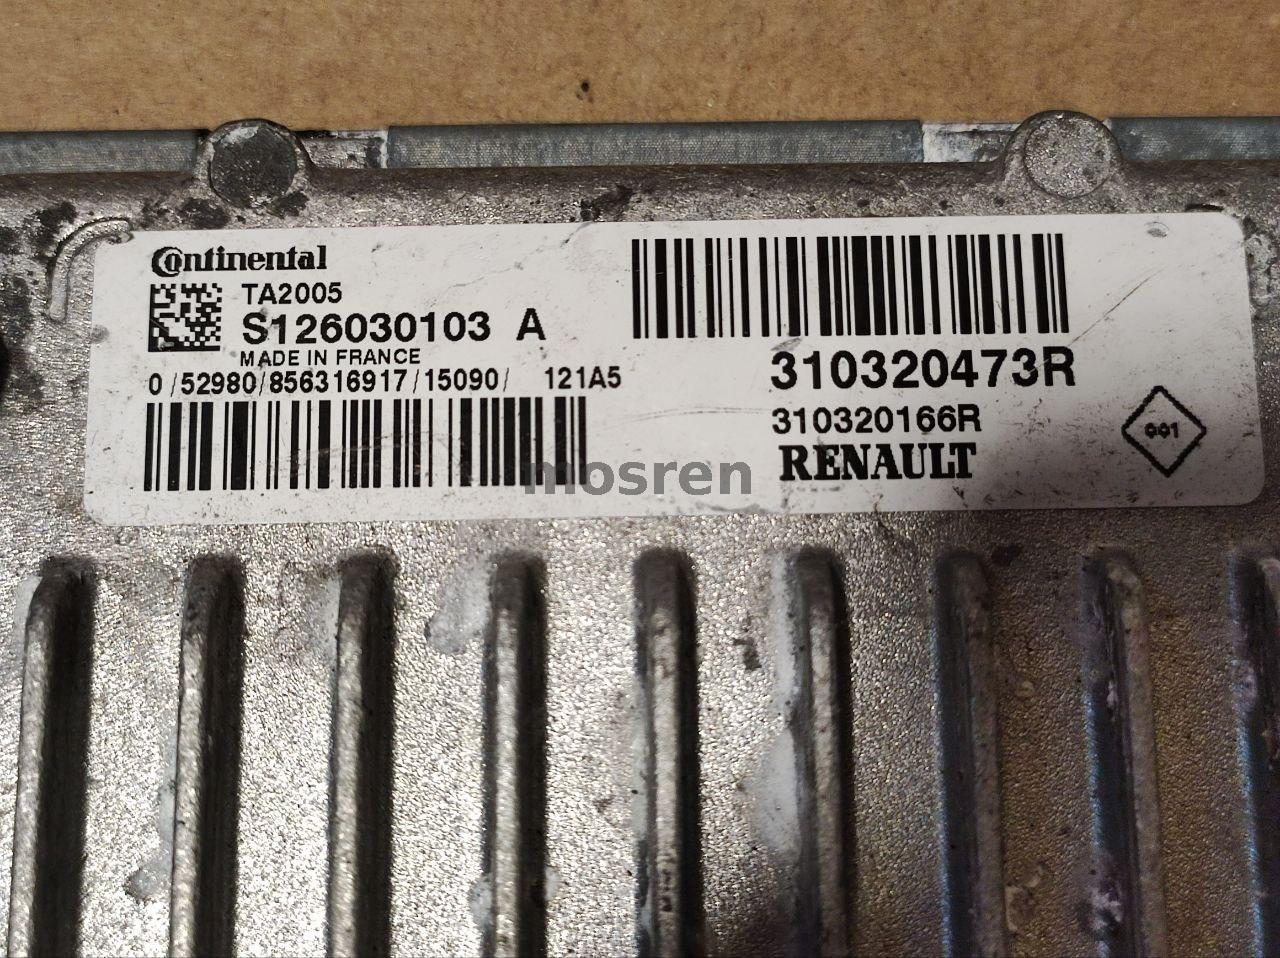 Continental
TA2005
S126030103 A
MADE IN FRANCE
0/52980/856316917/15090/ 121A5
310320473R
310320166R
RENAULT
001
mosren